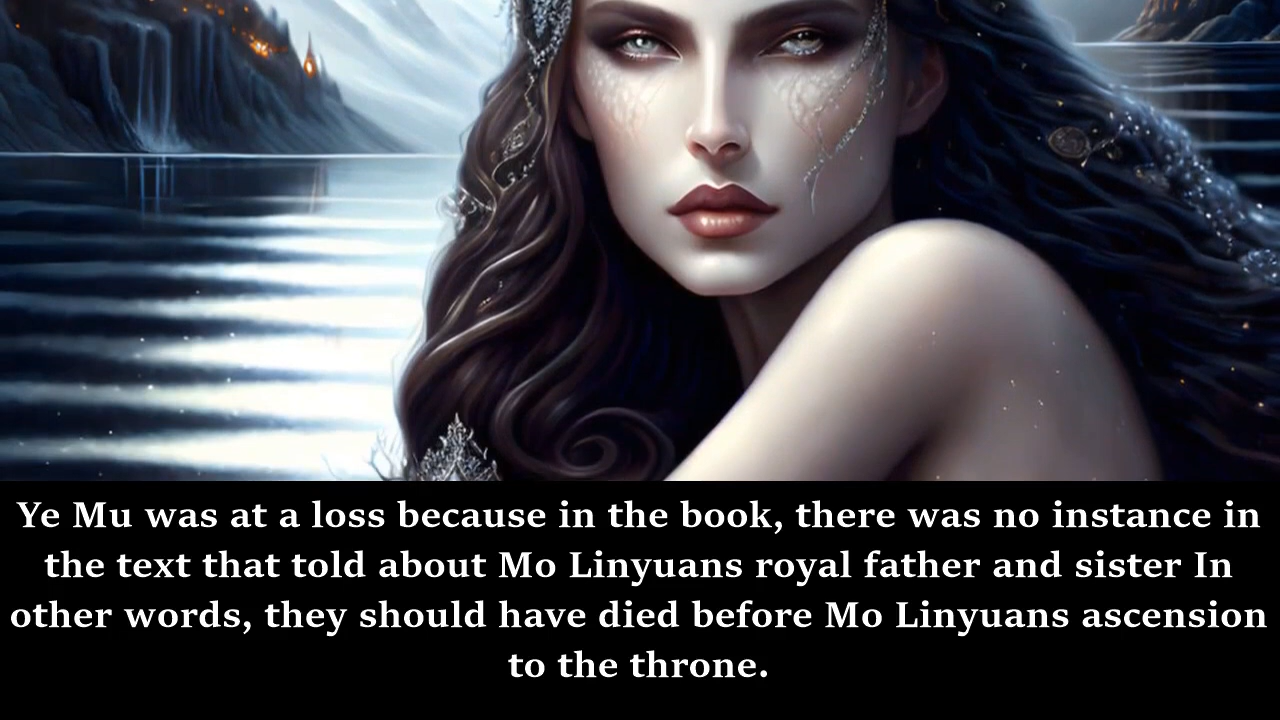 Ye Mu was at a loss because in the book, there was no instance in
the text that told about Mo Linyuans royal father and sister In
other words, they should have died before Mo Linyuans ascension
to the throne.